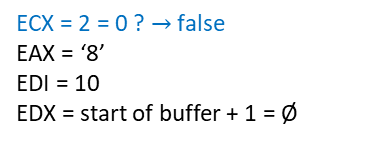 ECX = 2 = 0 ? → false
EAX = ‘8’
EDI = 10
EDX = start of buffer + 1 = Ø